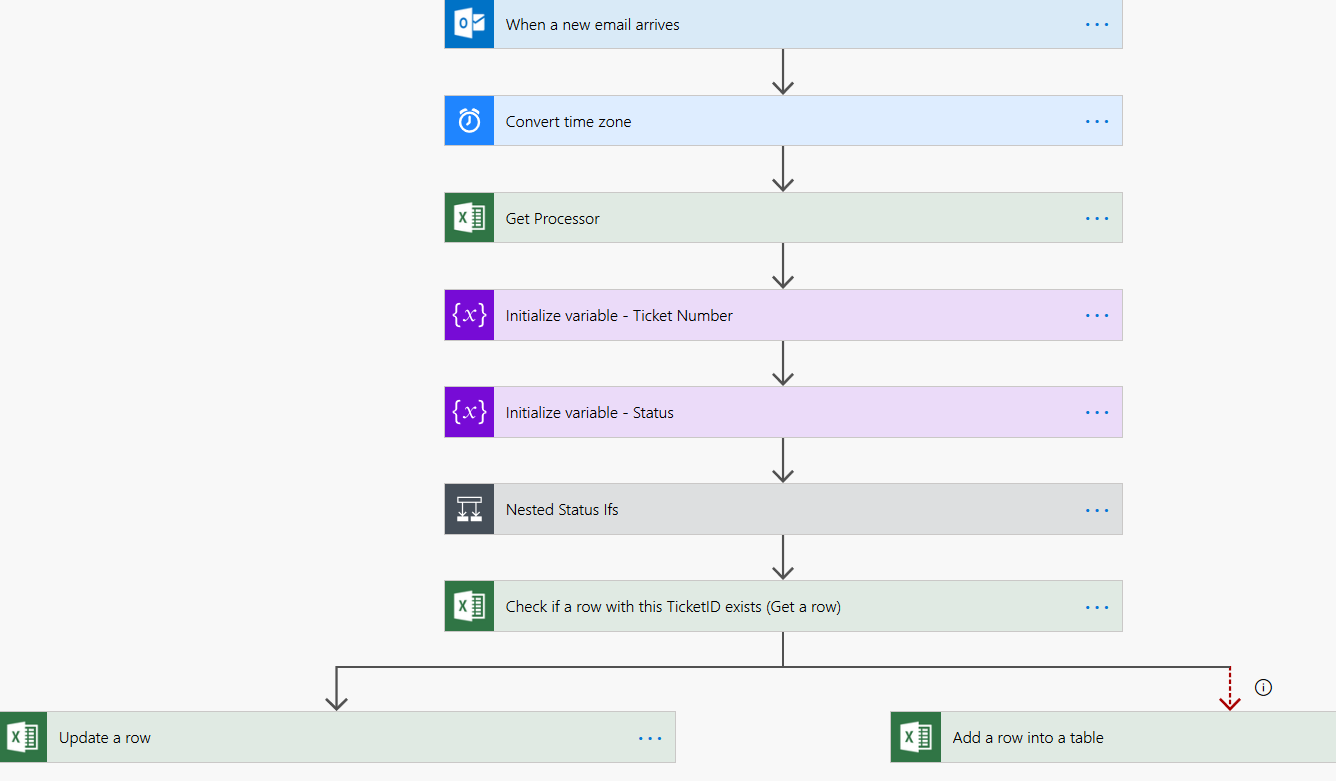 When a new email arrives
Convert time zone
Get Processor
Initialize variable - Ticket Number
Initialize variable - Status
Nested Status Ifs
Check if a row with this TicketID exists (Get a row)
Update a row
Add a row into a table